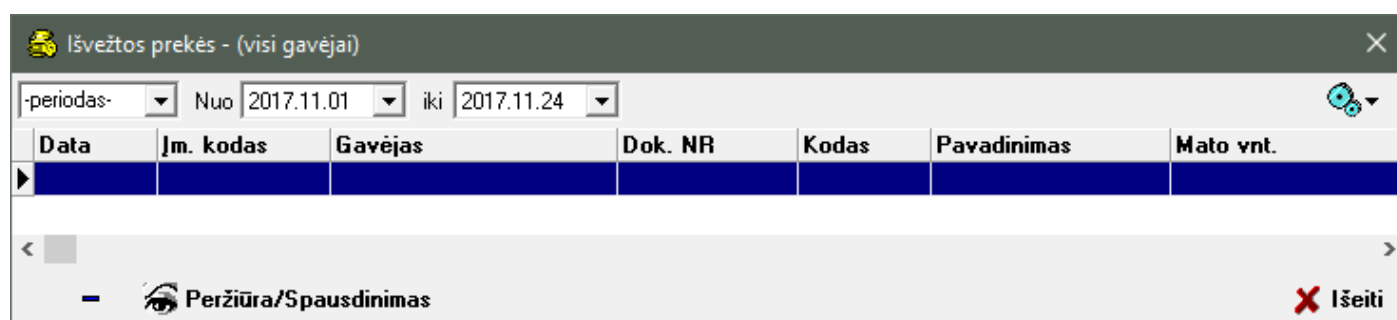 Išvežtos prekės - (visi gavėjai)
-periodas- Nuo 2017.11.01 iki 2017.11.24
Data Įm. kodas Gavėjas Dok. NR Kodas Pavadinimas Mato vnt.
Peržiūra/Spausdinimas Išeiti